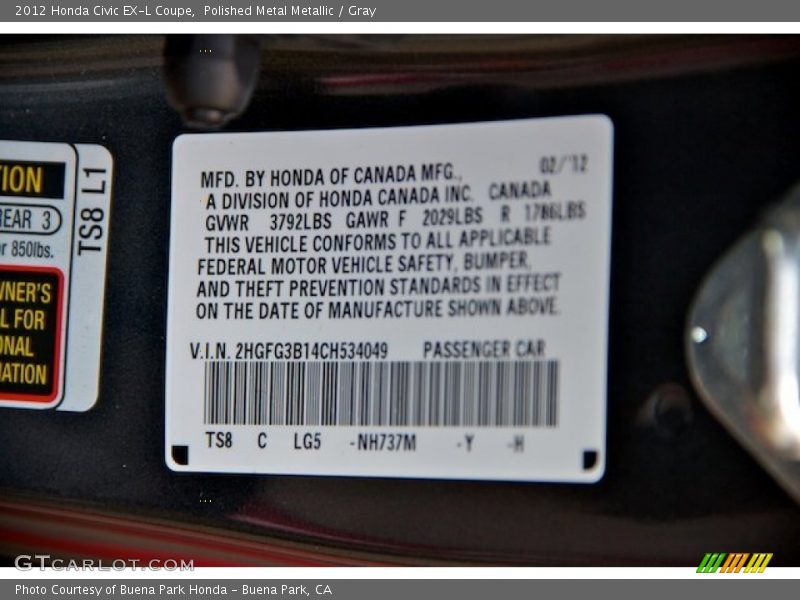 2012 Honda Civic EX-L Coupe, Polished Metal Metallic / Gray
TION
REAR 3
or 850lbs.
WNER'S
L FOR
ONAL
MATION
TS8 L1
02/'12
MFD. BY HONDA OF CANADA MFG.,
A DIVISION OF HONDA CANADA INC. CANADA
GVWR 3792LBS GAWR F 2029LBS R 1786LBS
THIS VEHICLE CONFORMS TO ALL APPLICABLE
FEDERAL MOTOR VEHICLE SAFETY, BUMPER,
AND THEFT PREVENTION STANDARDS IN EFFECT
ON THE DATE OF MANUFACTURE SHOWN ABOVE.
V.I.N. 2HGFG3B14CH534049 PASSENGER CAR
TS8 C LG5 -NH737M -Y -H
GTCARLOT.COM
Photo Courtesy of Buena Park Honda - Buena Park, CA